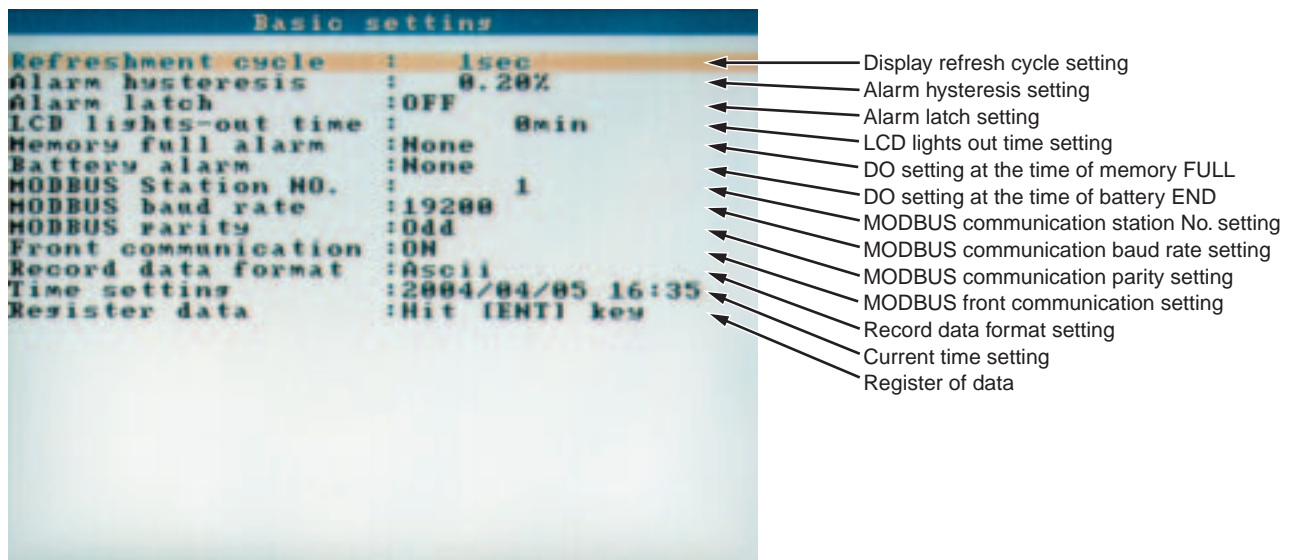 Basic setting
Refreshment cycle : 1sec
Alarm hysteresis : 0.20%
Alarm latch :OFF
LCD lights-out time : 0min
Memory full alarm :None
Battery alarm :None
MODBUS Station NO. : 1
MODBUS baud rate :19200
MODBUS parity :Odd
Front communication :ON
Record data format :Ascii
Time setting :2004/04/05 16:35
Register data :Hit [ENT] key
Display refresh cycle setting
Alarm hysteresis setting
Alarm latch setting
LCD lights out time setting
DO setting at the time of memory FULL
DO setting at the time of battery END
MODBUS communication station No. setting
MODBUS communication baud rate setting
MODBUS communication parity setting
MODBUS front communication setting
Record data format setting
Current time setting
Register of data